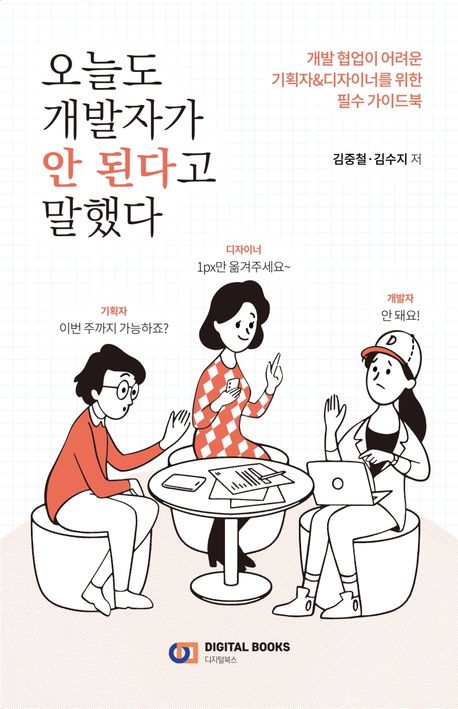 오늘도
개발자가
안 된다고
말했다
개발 협업이 어려운
기획자&디자이너를 위한
필수 가이드북
김중철·김수지 저
디자이너
1px만 옮겨주세요~
기획자
이번 주까지 가능하죠?
개발자
안 돼요!
D
DIGITAL BOOKS
디지털북스